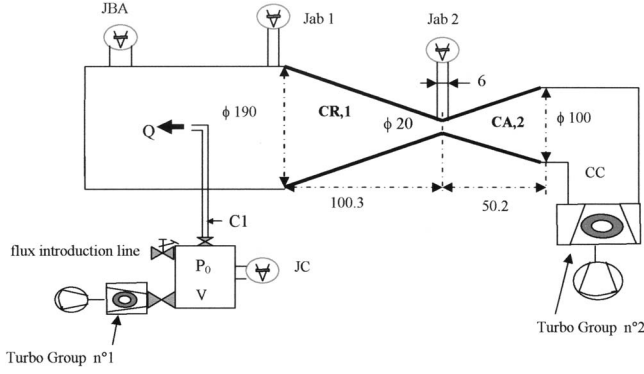 JBA
Jab 1
Jab 2
6
ϕ 190
CR,1
ϕ 20
CA,2
ϕ 100
Q
C1
100.3
50.2
CC
flux introduction line
P₀
V
JC
Turbo Group n°1
Turbo Group n°2